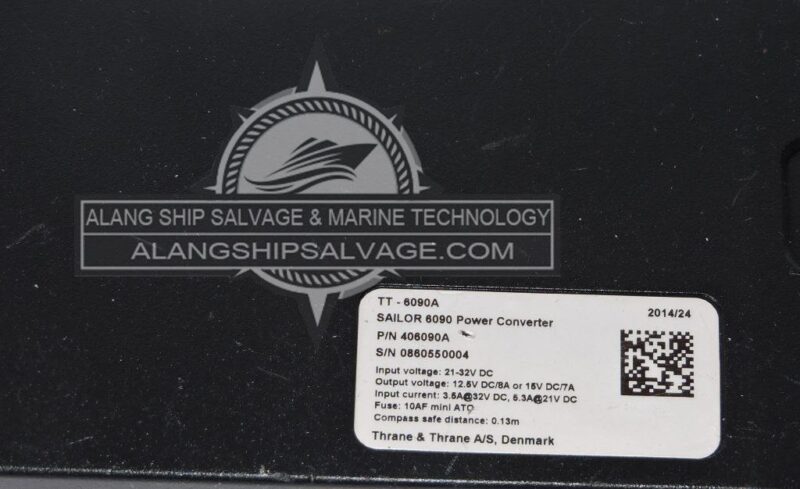 ALANG SHIP SALVAGE & MARINE TECHNOLOGY
ALANGSHIPSALVAGE.COM
TT - 6090A
2014/24
SAILOR 6090 Power Converter
P/N 406090A
S/N 0860550004
Input voltage: 21-32V DC
Output voltage: 12.5V DC/8A or 15V DC/7A
Input current: 3.5A@32V DC, 5.3A@21V DC
Fuse: 10AF mini ATO
Compass safe distance: 0.13m
Thrane & Thrane A/S, Denmark